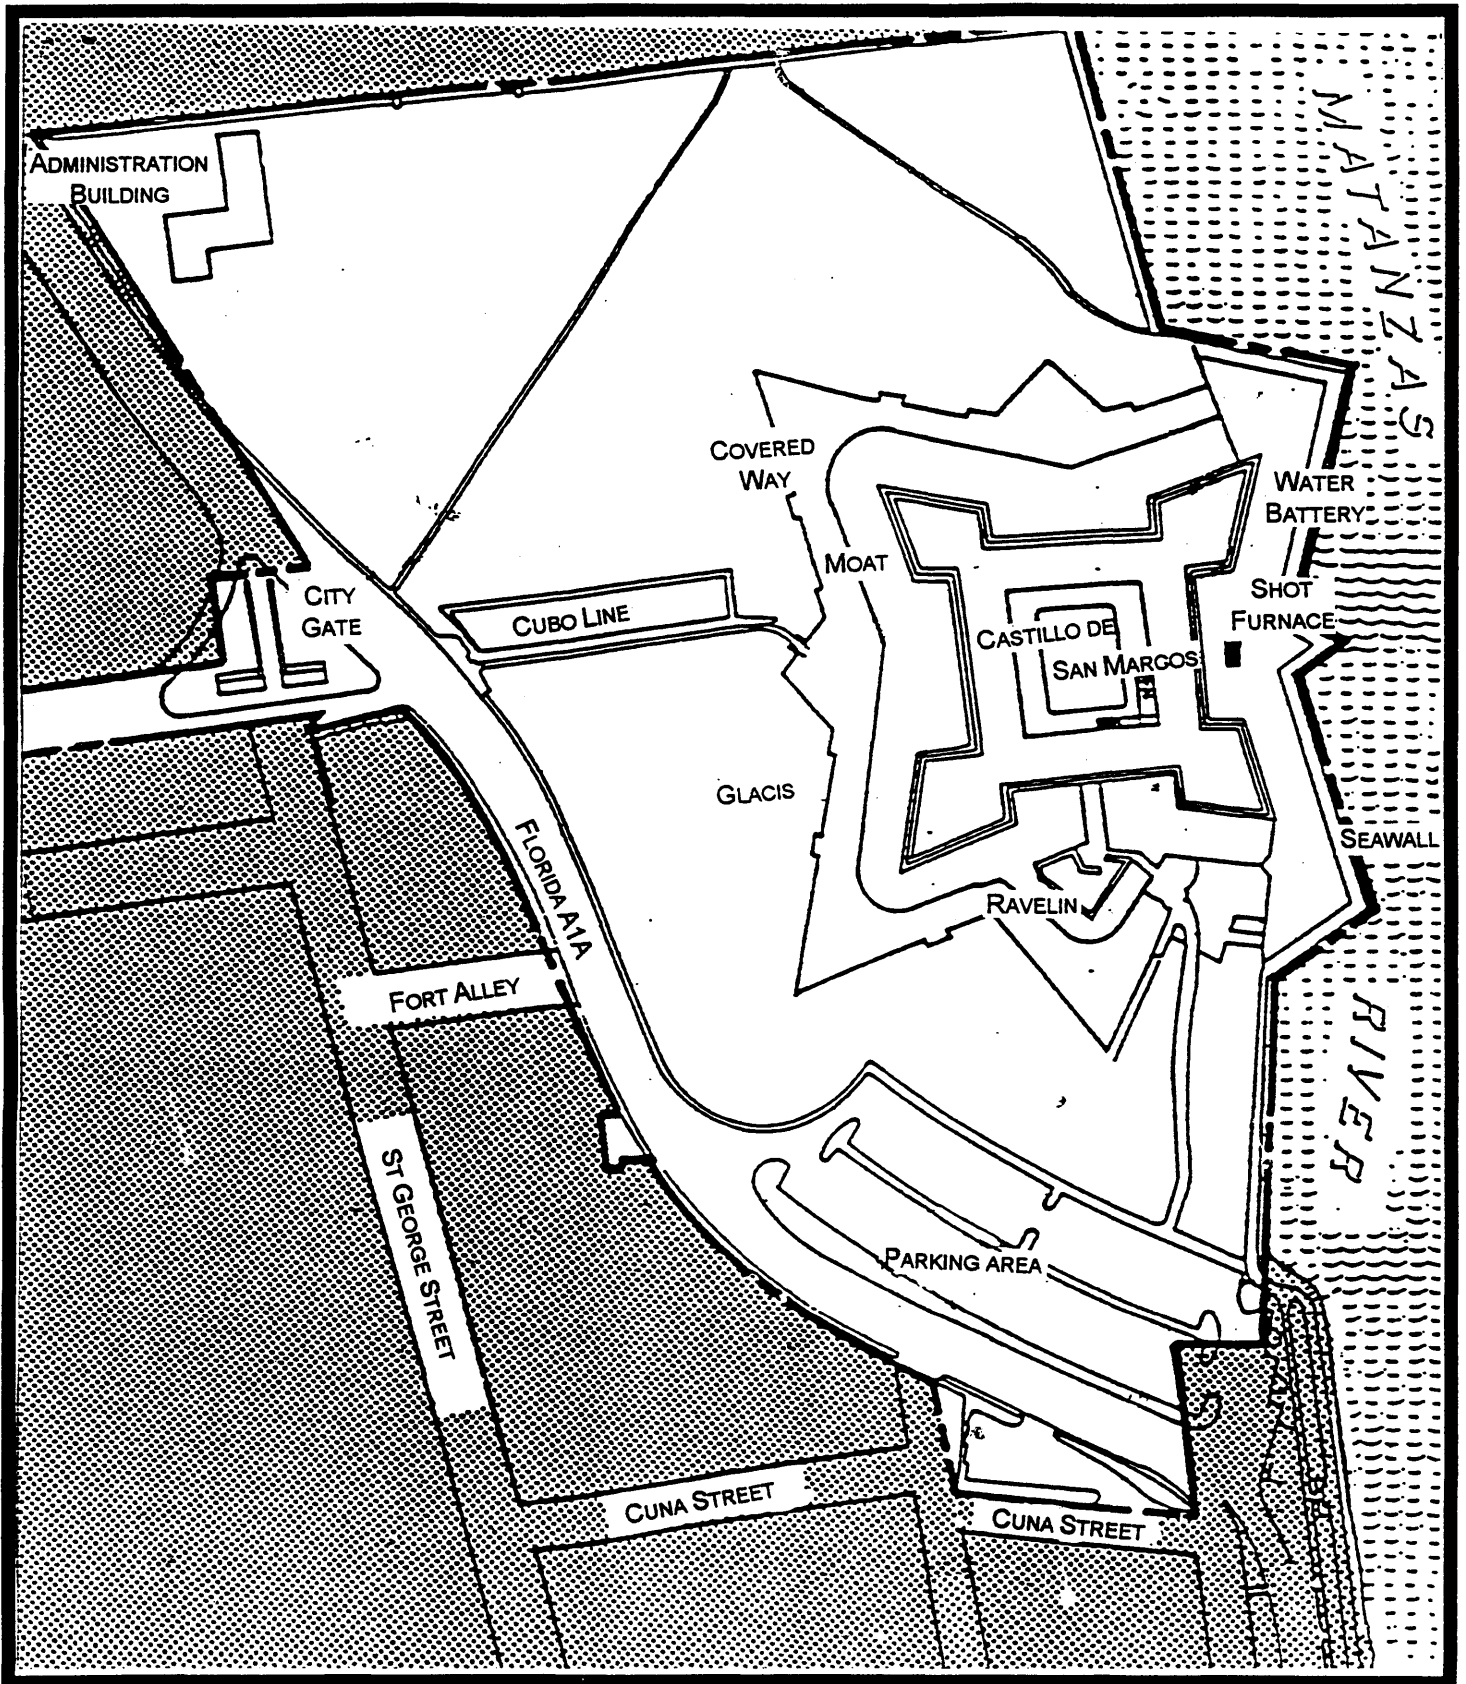 ADMINISTRATION
BUILDING
MATANZAS
COVERED
WAY
WATER
BATTERY
MOAT
CITY
GATE
CUBO LINE
SHOT
FURNACE
CASTILLO DE
SAN MARGOS
GLACIS
SEAWALL
FLORIDA A1A
RAVELIN
FORT ALLEY
RIVER
ST GEORGE STREET
PARKING AREA
CUNA STREET
CUNA STREET